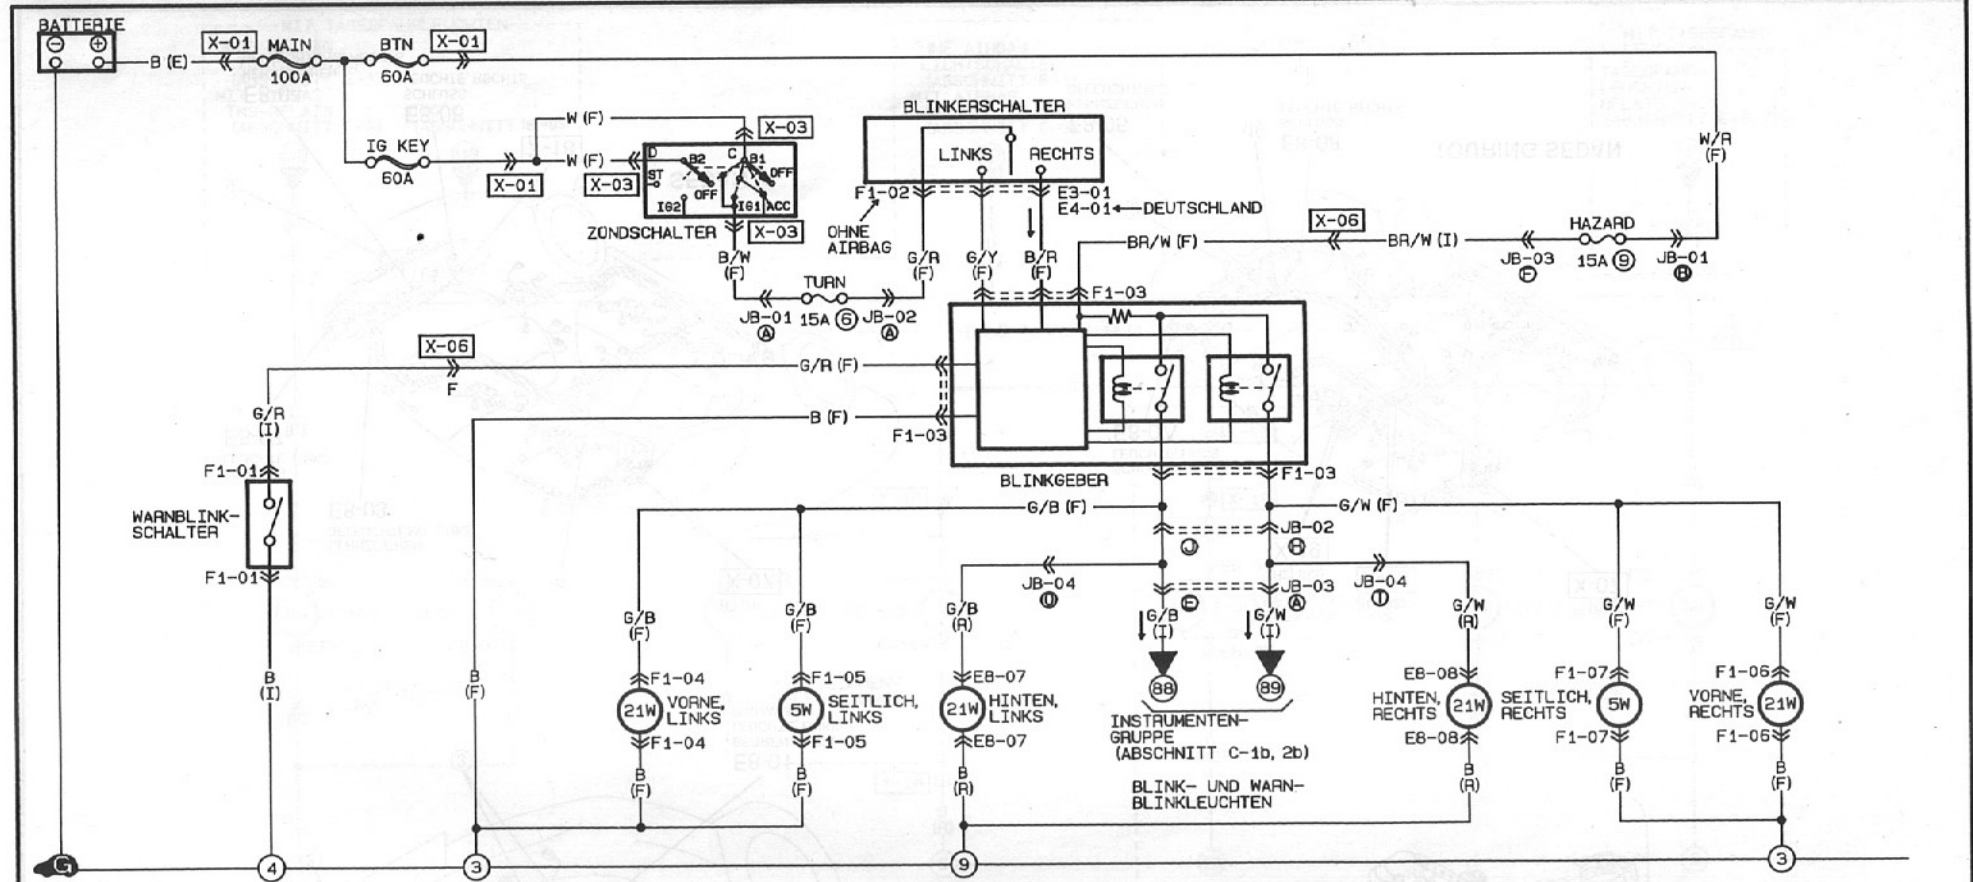 BATTERIE
B (E)
X-01
MAIN
100A
BTN
60A
X-01
W (F)
X-03
IG KEY
60A
X-01
W (F)
X-03
D
B2
C
B1
ST
OFF
OFF
IG2
IG1
ACC
ZÜNDSCHALTER
X-03
B/W
(F)
TURN
JB-01
A
15A 6
JB-02
A
BLINKERSCHALTER
LINKS
RECHTS
F1-02
E3-01
E4-01
DEUTSCHLAND
OHNE
AIRBAG
G/R
(F)
G/Y
(F)
B/R
(F)
BR/W (F)
X-06
BR/W (I)
HAZARD
JB-03
F
15A 9
JB-01
W/R
(F)
F1-03
X-06
F
G/R (F)
B (F)
F1-03
BLINKGEBER
F1-03
G/R
(I)
F1-01
WARNBLINK-
SCHALTER
F1-01
B
(I)
B
(F)
G/B (F)
G/W (F)
JB-02
J
H
JB-04
JB-03
E
A
JB-04
G/B
(F)
G/B
(F)
G/B
(R)
G/B
(I)
G/W
(I)
G/W
(R)
G/W
(F)
G/W
(F)
88
89
INSTRUMENTEN-
GRUPPE
(ABSCHNITT C-1b, 2b)
BLINK- UND WARN-
BLINKLEUCHTEN
F1-04
21W
VORNE,
LINKS
F1-04
B
(F)
F1-05
5W
SEITLICH,
LINKS
F1-05
B
(F)
E8-07
21W
HINTEN,
LINKS
E8-07
B
(R)
E8-08
HINTEN,
RECHTS
21W
E8-08
B
(R)
F1-07
SEITLICH,
RECHTS
5W
F1-07
B
(F)
F1-06
VORNE,
RECHTS
21W
F1-06
B
(F)
G
4
3
9
3